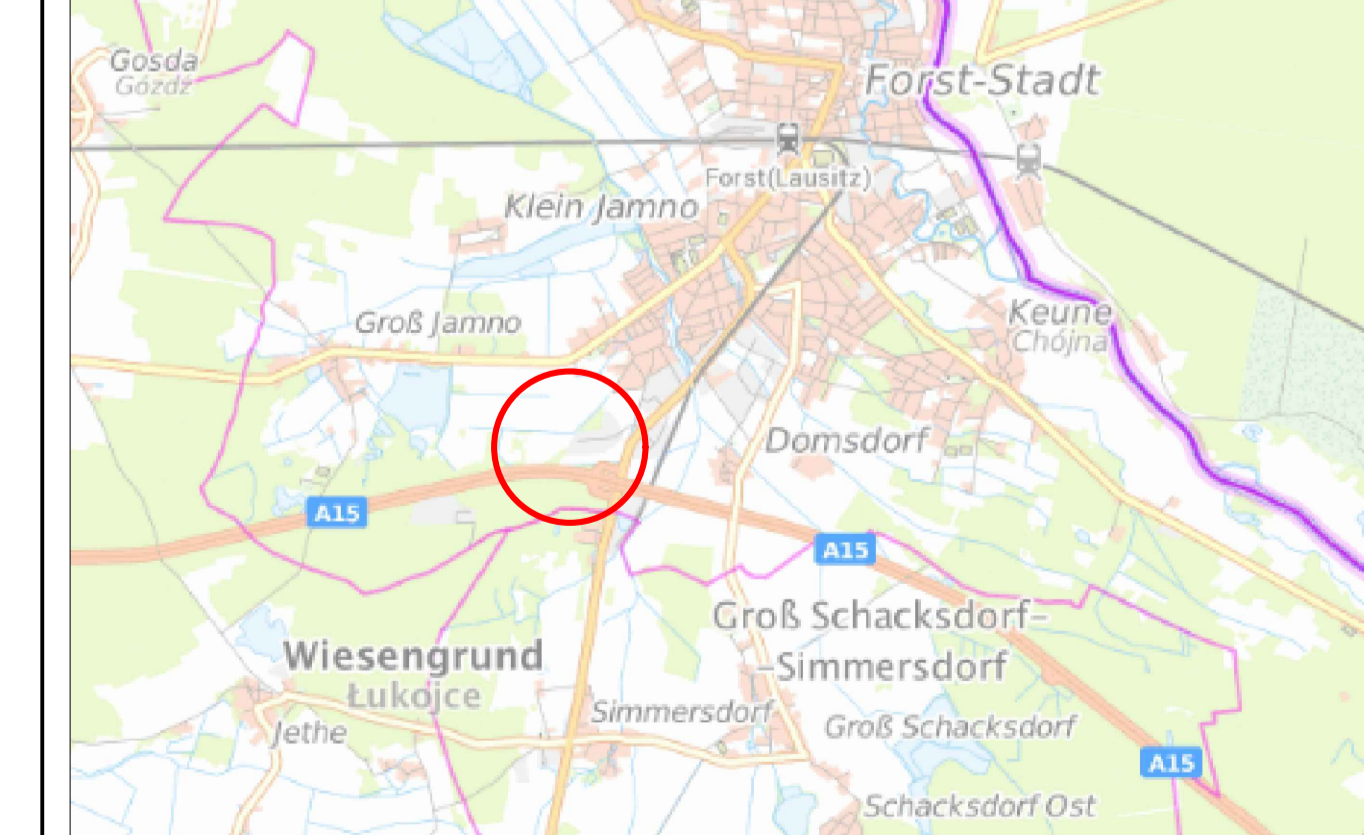 Gosda
Gózdź
Forst-Stadt
Forst(Lausitz)
Klein Jamno
Groß Jamno
Keune
Chójna
Domsdorf
A15
A15
Groß Schacksdorf-
-Simmersdorf
Wiesengrund
Łukojce
Simmersdorf
Groß Schacksdorf
Jethe
A15
Schacksdorf Ost